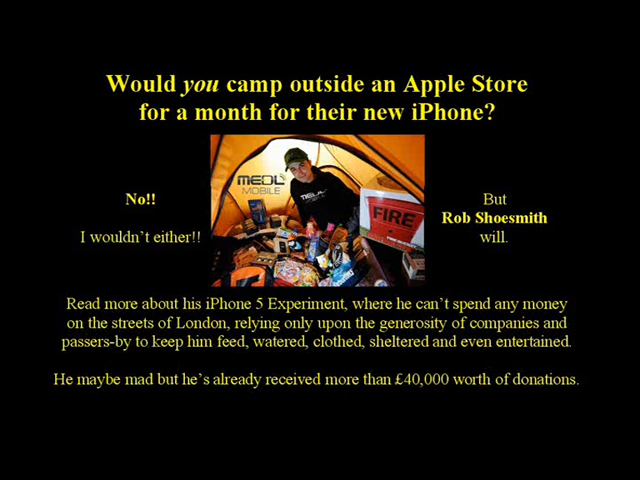 Would you camp outside an Apple Store
for a month for their new iPhone?
No!!
I wouldn't either!!
MEDL
MOBILE
MEDL
FIRE
But
Rob Shoesmith
will.
Read more about his iPhone 5 Experiment, where he can't spend any money
on the streets of London, relying only upon the generosity of companies and
passers-by to keep him feed, watered, clothed, sheltered and even entertained.
He maybe mad but he's already received more than £40,000 worth of donations.